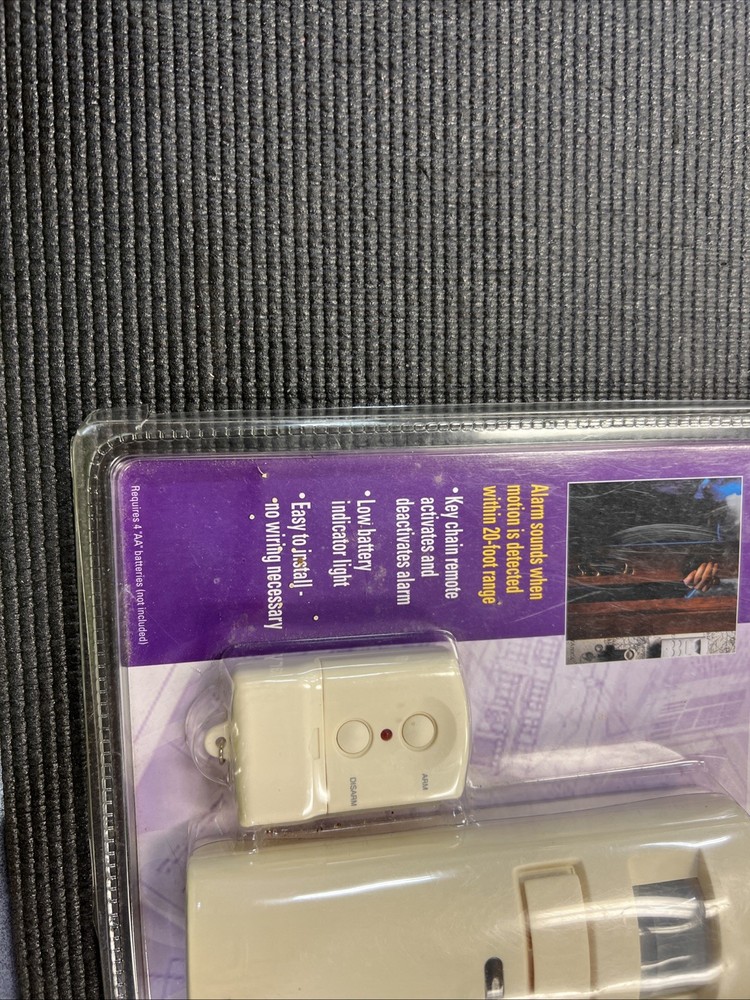 Alarm sounds when
motion is detected
within 20-foot range
• Key chain remote
activates and
deactivates alarm
• Low battery
indicator light
• Easy to install -
no wiring necessary
Requires 4 "AA" batteries (not included)
ARM
DISARM